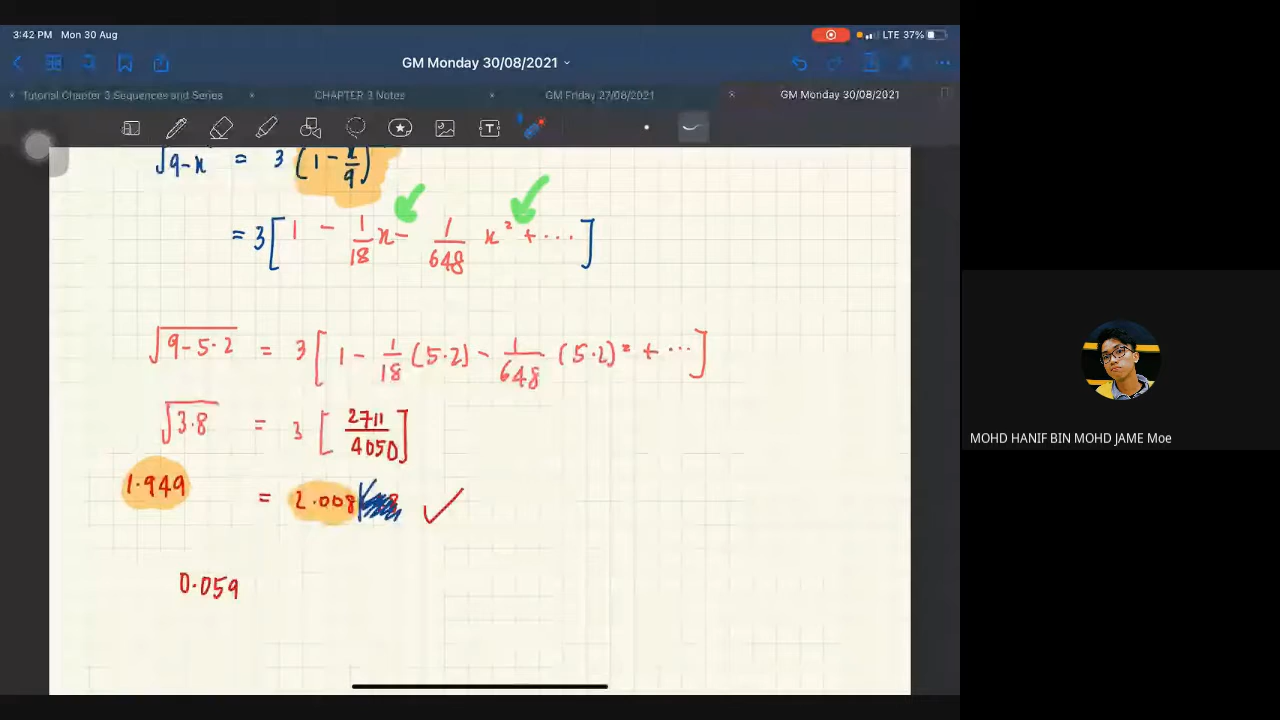 3:42 PM Mon 30 Aug
LTE 37%
GM Monday 30/08/2021
Tutorial Chapter 3 Sequences and Series
CHAPTER 3 Notes
GM Friday 27/08/2021
GM Monday 30/08/2021
√9-x = 3 (1 - x/9)
= 3 [ 1 - 1/18 x - 1/648 x² + ... ]
√9-5.2 = 3 [ 1 - 1/18 (5.2) - 1/648 (5.2)² + ... ]
√3.8 = 3 [ 2711/4050 ]
1.949 = 2.008 ✓
0.059
MOHD HANIF BIN MOHD JAME Moe